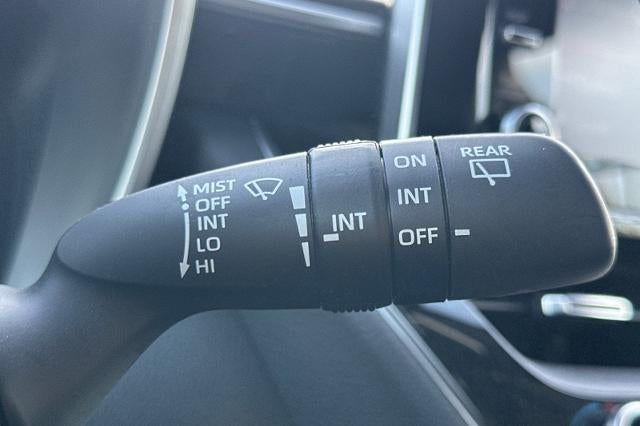 MIST
OFF
INT
LO
HI
INT
ON
INT
OFF
REAR